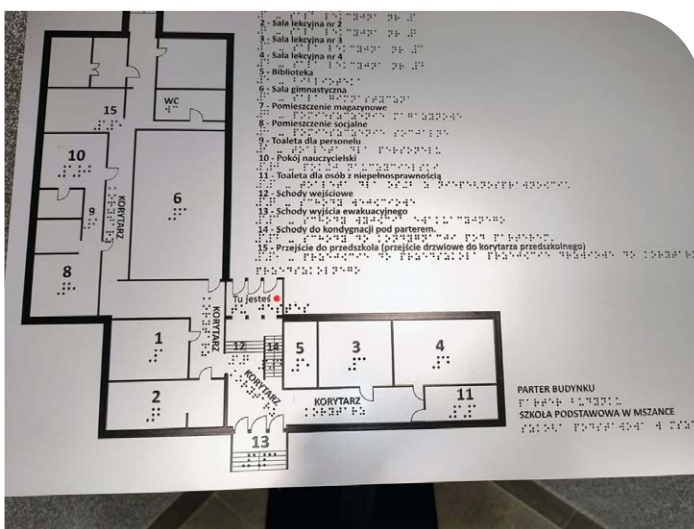 2 - Sala lekcyjna nr 2
3 - Sala lekcyjna nr 3
4 - Sala lekcyjna nr 4
5 - Biblioteka
6 - Sala gimnastyczna
7 - Pomieszczenie magazynowe
8 - Pomieszczenie socjalne
9 - Toaleta dla personelu
10 - Pokój nauczycielski
11 - Toaleta dla osób z niepełnosprawnością
12 - Schody wejściowe
13 - Schody wyjścia ewakuacyjnego
14 - Schody do kondygnacji pod parterem.
15 - Przejście do przedszkola (przejście drzwiowe do korytarza przedszkolnego)
WC
15
10
6
KORYTARZ
9
8
Tu jesteś
KORYTARZ
1
12
14
5
3
4
2
KORYTARZ
KORYTARZ
11
13
PARTER BUDYNKU
SZKOŁA PODSTAWOWA W MSZANCE